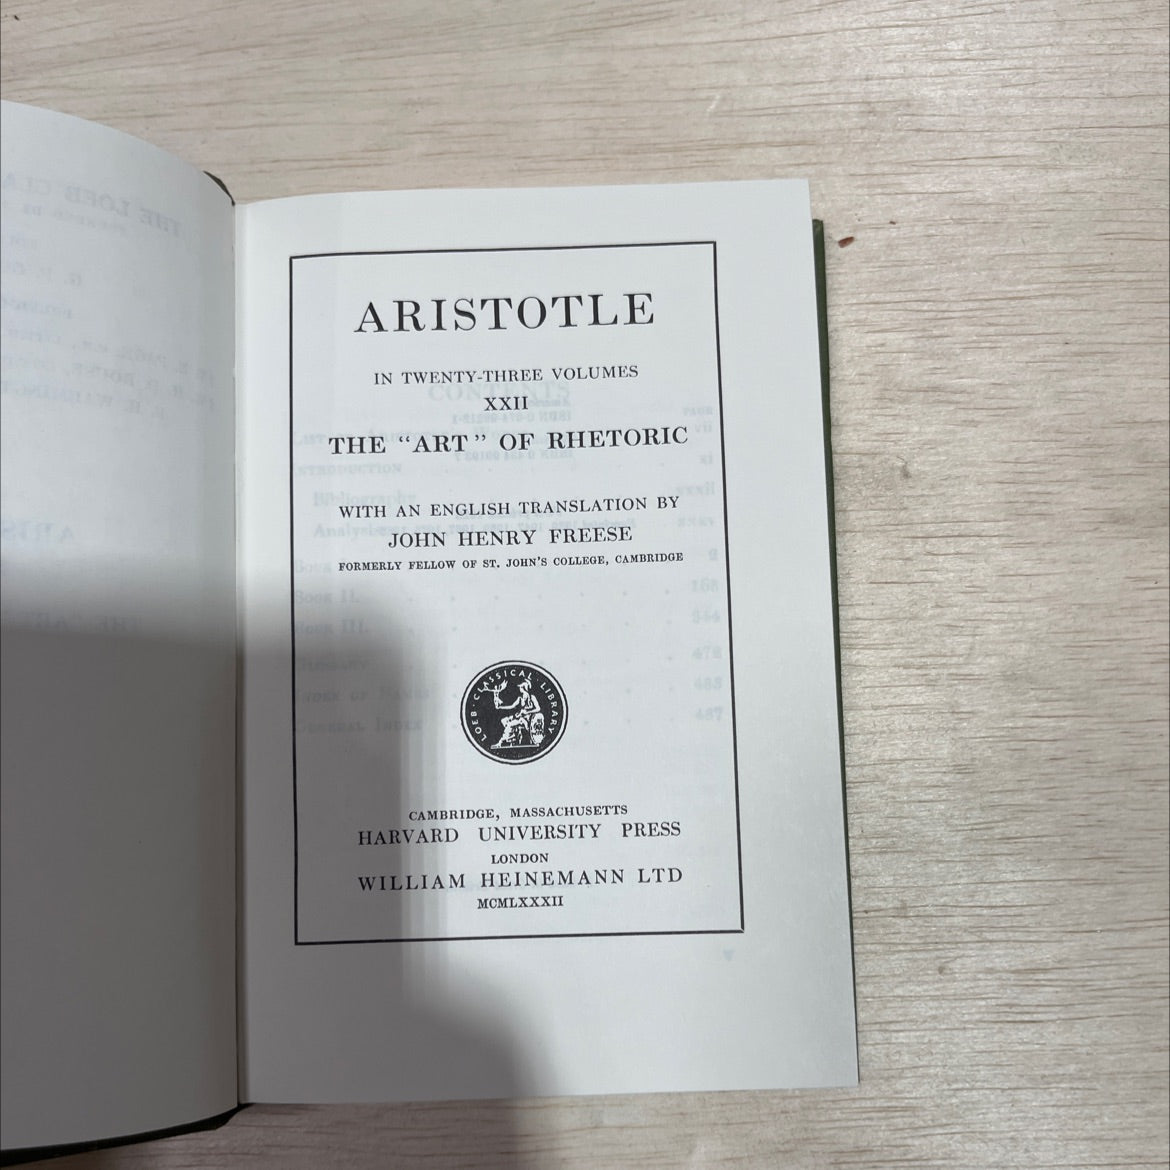 ARISTOTLE
IN TWENTY-THREE VOLUMES
XXII
THE "ART" OF RHETORIC
WITH AN ENGLISH TRANSLATION BY
JOHN HENRY FREESE
FORMERLY FELLOW OF ST. JOHN'S COLLEGE, CAMBRIDGE
LOEB · CLASSICAL · LIBRARY
CAMBRIDGE, MASSACHUSETTS
HARVARD UNIVERSITY PRESS
LONDON
WILLIAM HEINEMANN LTD
MCMLXXXII